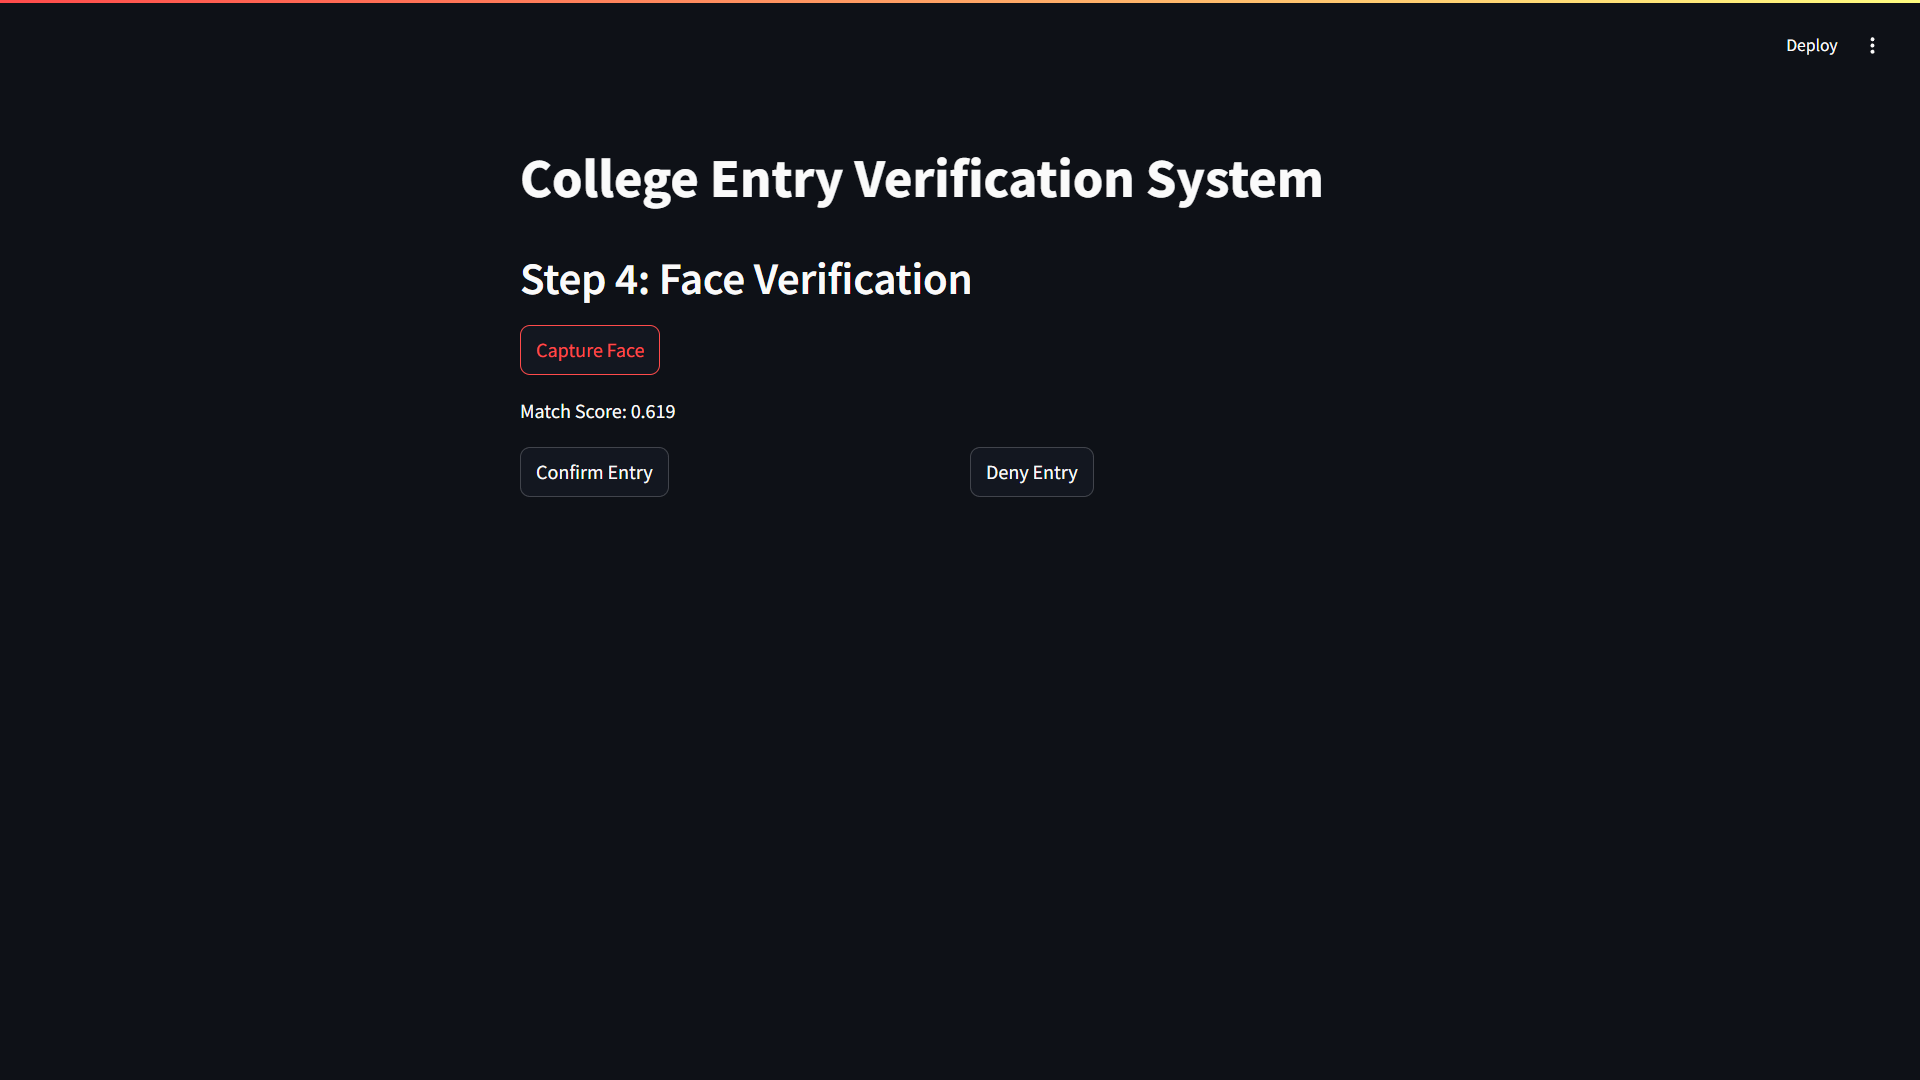 Deploy
College Entry Verification System
Step 4: Face Verification
Capture Face
Match Score: 0.619
Confirm Entry
Deny Entry